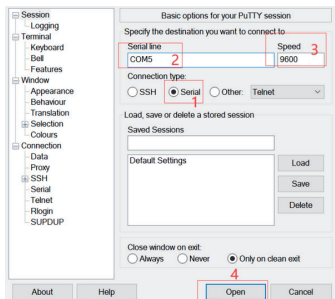 Session
Logging
Terminal
Keyboard
Bell
Features
Window
Appearance
Behaviour
Translation
Selection
Colours
Connection
Data
Proxy
SSH
Serial
Telnet
Rlogin
SUPDUP
Basic options for your PuTTY session
Specify the destination you want to connect to
Serial line
Speed
3
COM5
2
9600
Connection type:
SSH
Serial
Other:
Telnet
1
Load, save or delete a stored session
Saved Sessions
Default Settings
Load
Save
Delete
Close window on exit:
Always
Never
Only on clean exit
4
About
Help
Open
Cancel